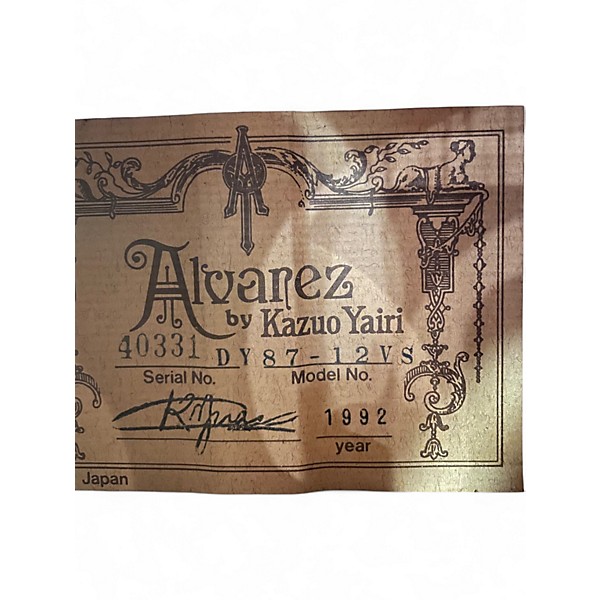 Alvarez
by Kazuo Yairi
40331 DY87-12VS
Serial No. Model No.
1992
year
Japan